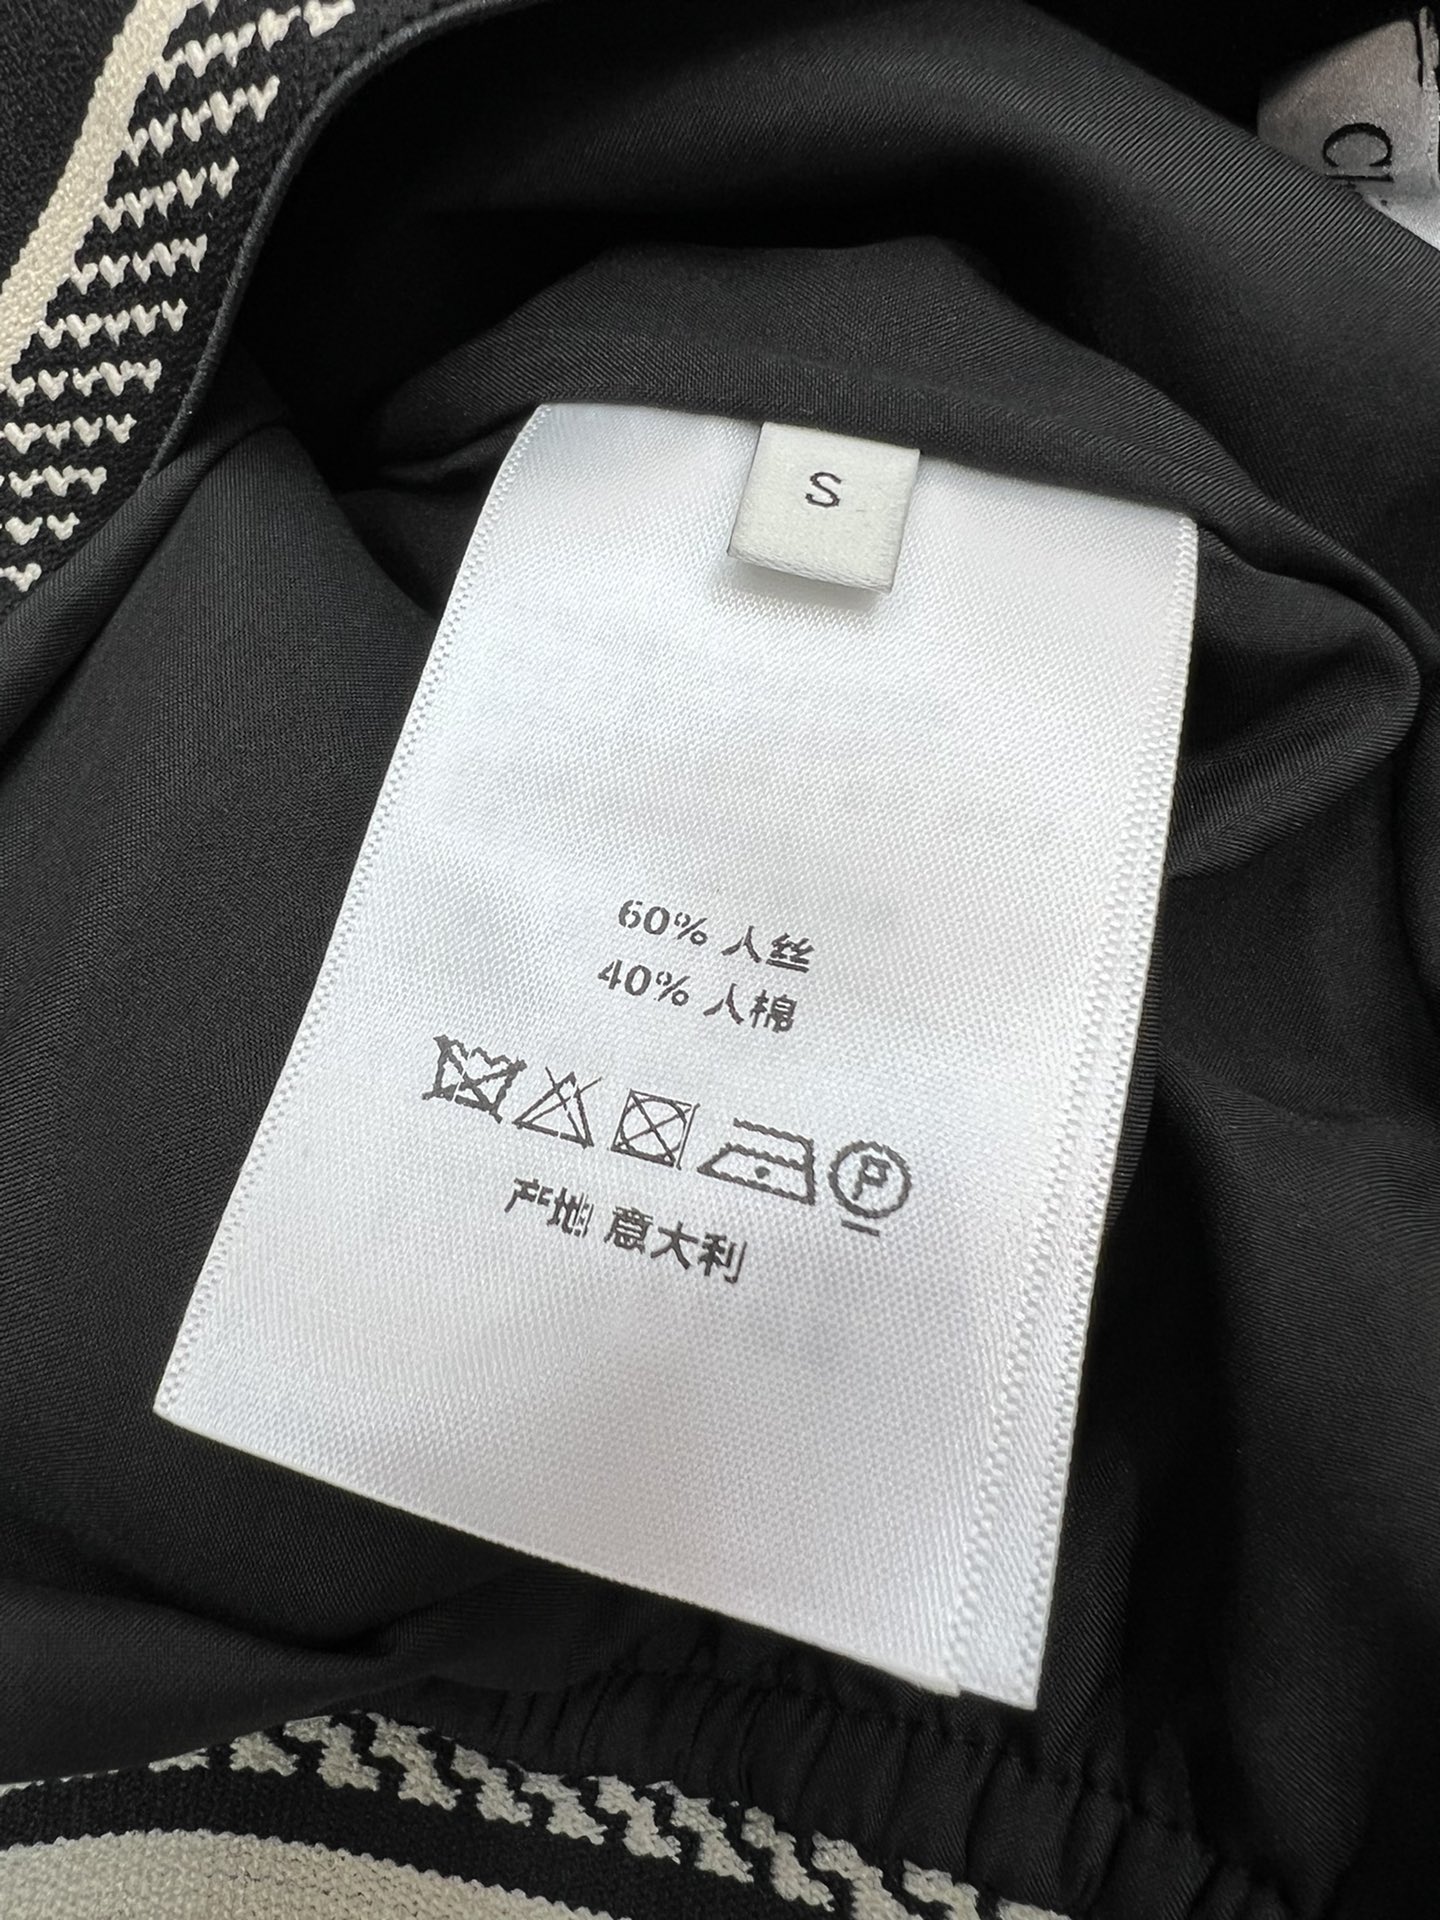 S
60% 人丝
40% 人棉
P
产地 意大利